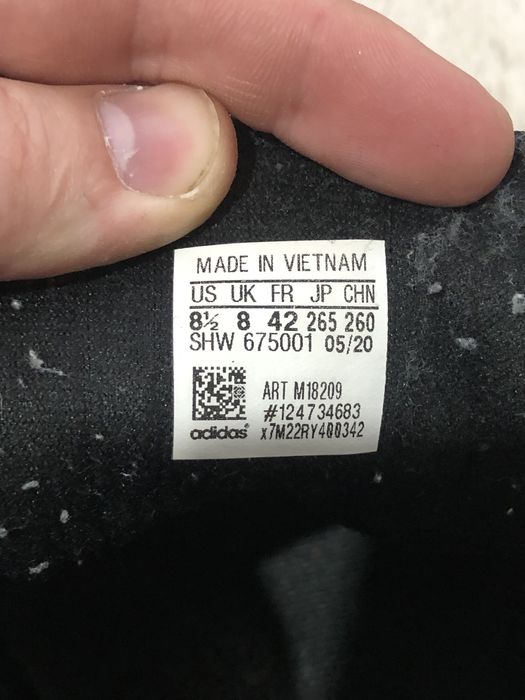 MADE IN VIETNAM
US UK FR JP CHN
8½ 8 42 265 260
SHW 675001 05/20
ART M18209
#124734683
adidas x7M22RY400342